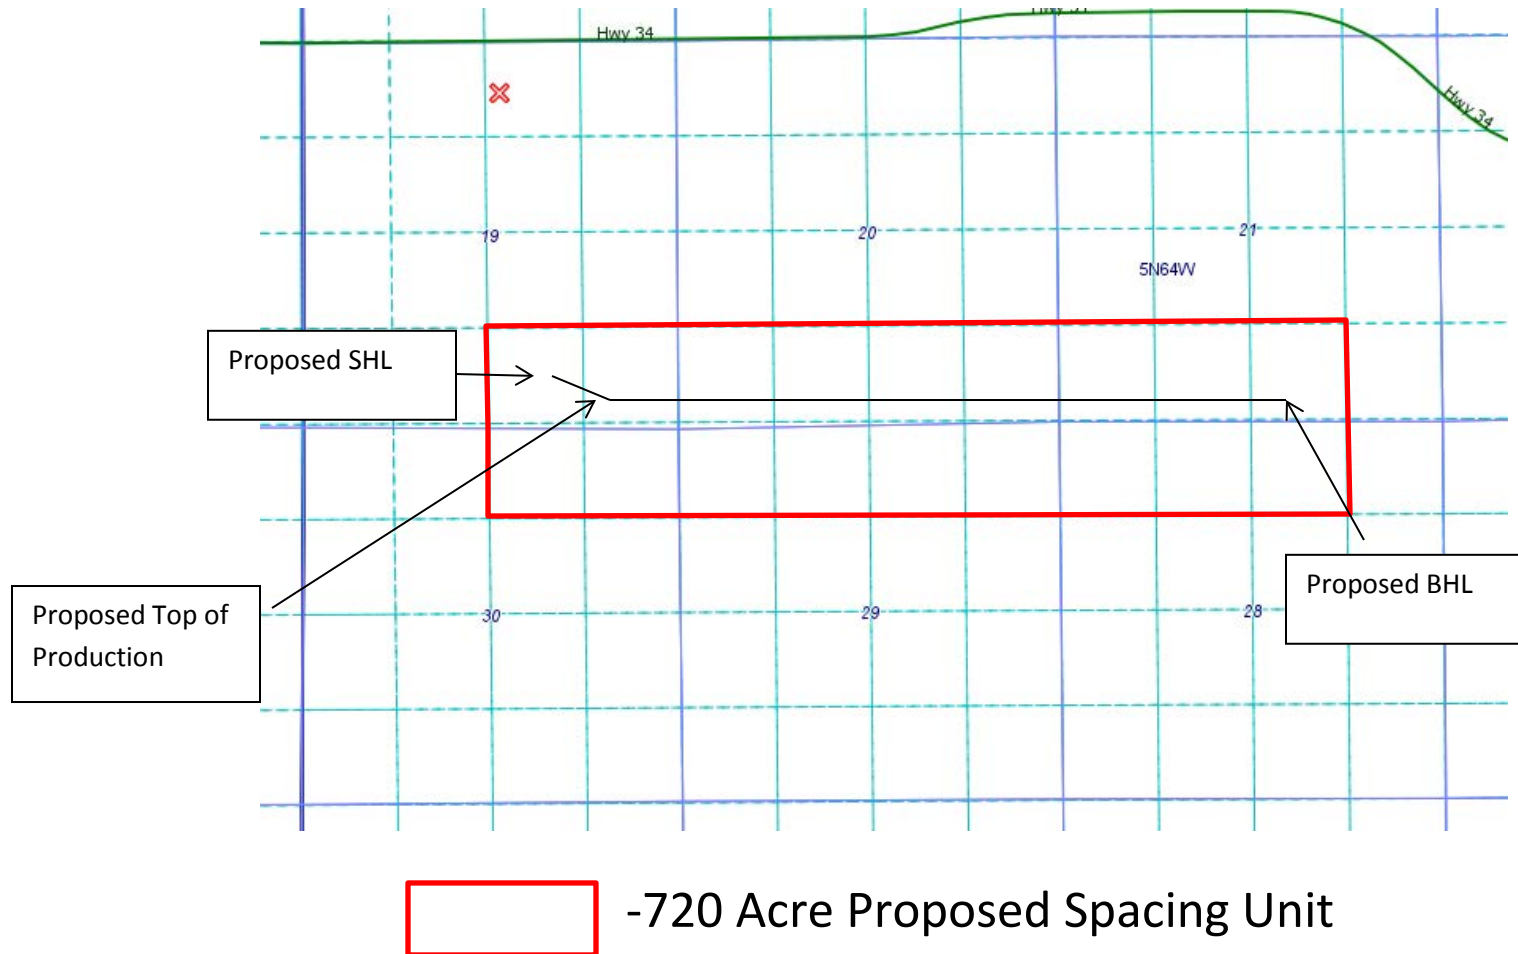 Hwy 34
Hwy 34
19
20
21
5N64W
Proposed SHL
Proposed Top of
Production
30
29
28
Proposed BHL
-720 Acre Proposed Spacing Unit